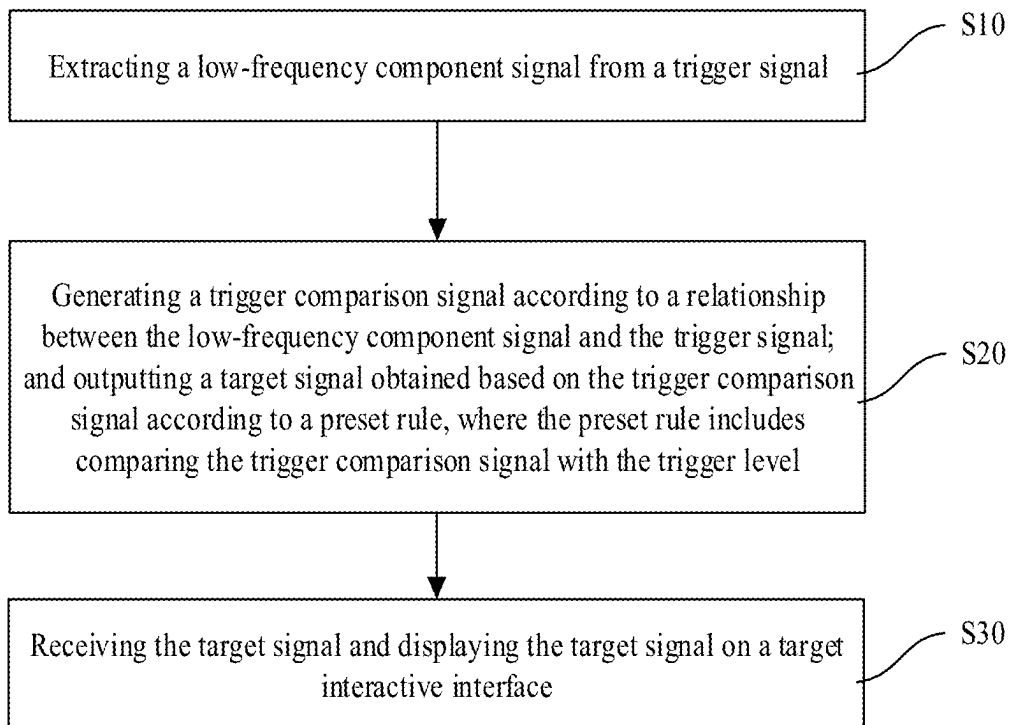 S10
Extracting a low-frequency component signal from a trigger signal
Generating a trigger comparison signal according to a relationship
between the low-frequency component signal and the trigger signal;
and outputting a target signal obtained based on the trigger comparison
signal according to a preset rule, where the preset rule includes
comparing the trigger comparison signal with the trigger level
S20
Receiving the target signal and displaying the target signal on a target
interactive interface
S30